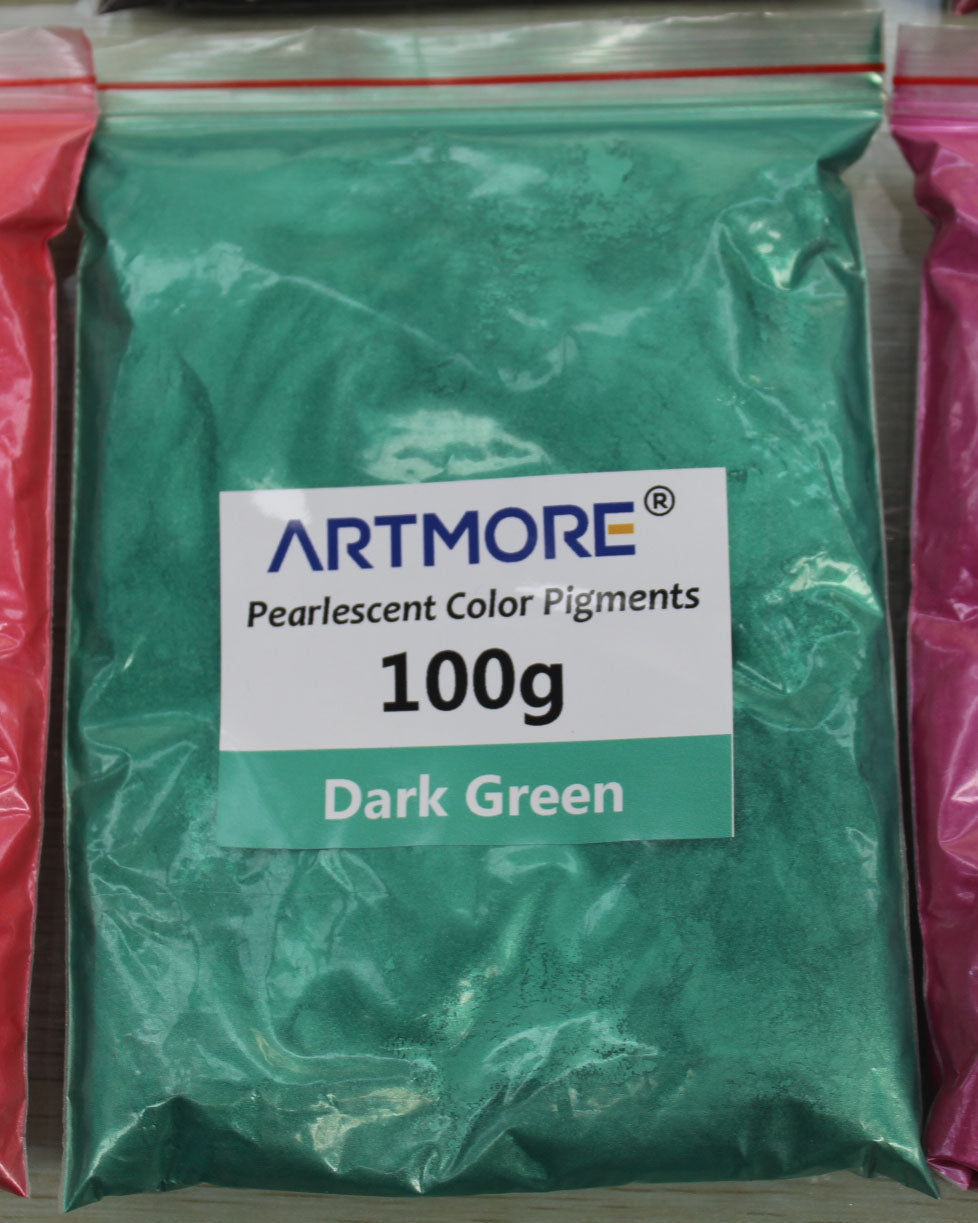 ARTMORE®
Pearlescent Color Pigments
100g
Dark Green